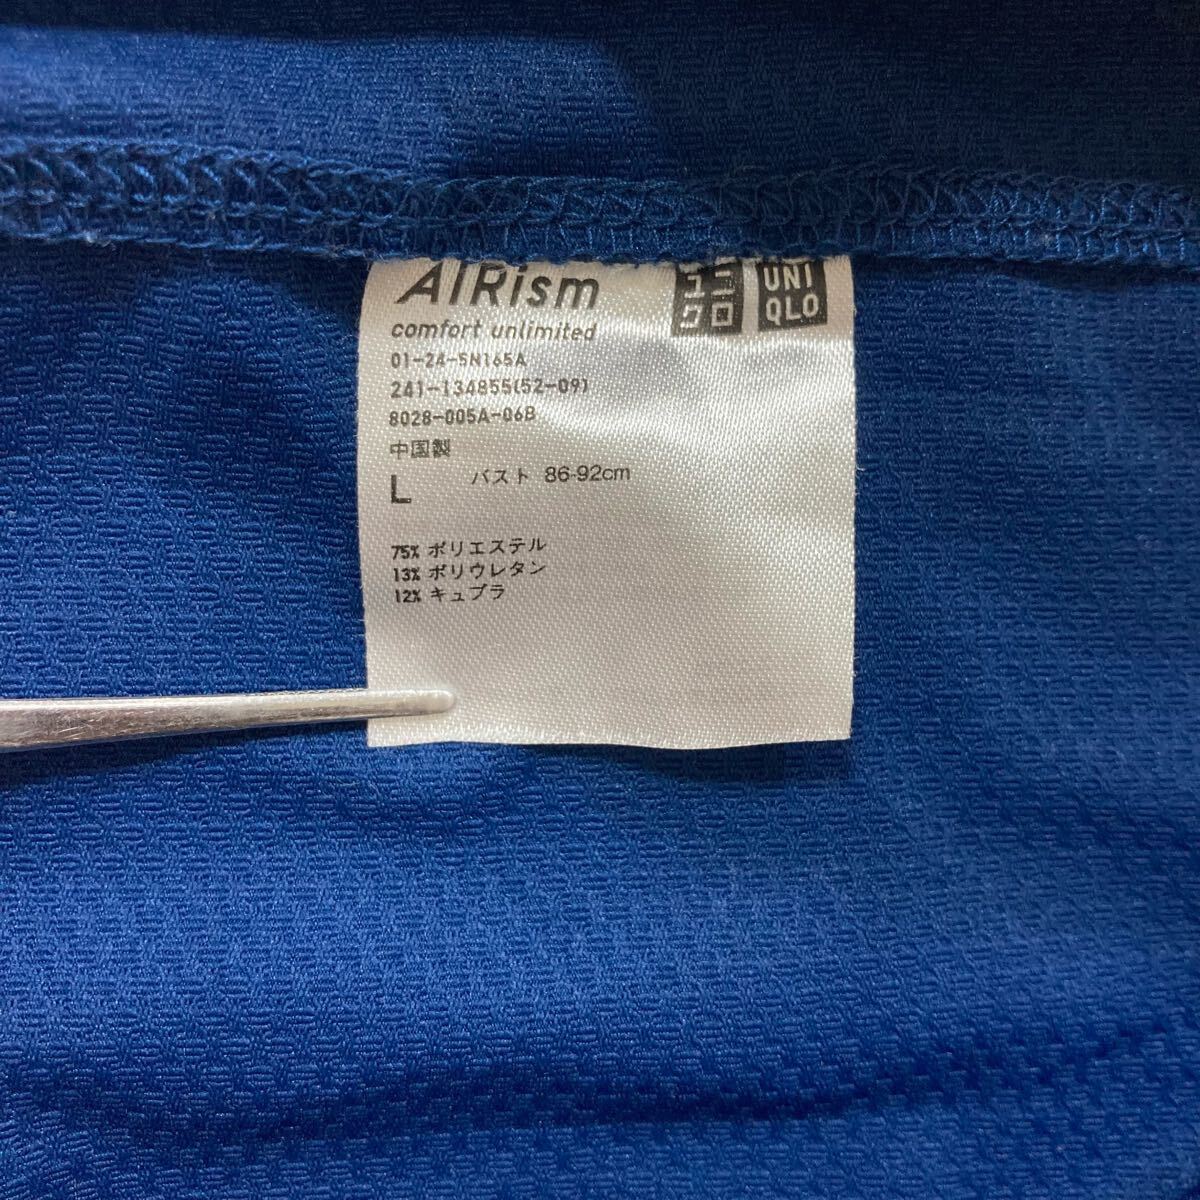 AIRism
comfort unlimited
ユニ
クロ
UNI
QLO
01-24-5N165A
241-134855(52-09)
8028-005A-06B
中国製
L バスト 86-92cm
75% ポリエステル
13% ポリウレタン
12% キュプラ